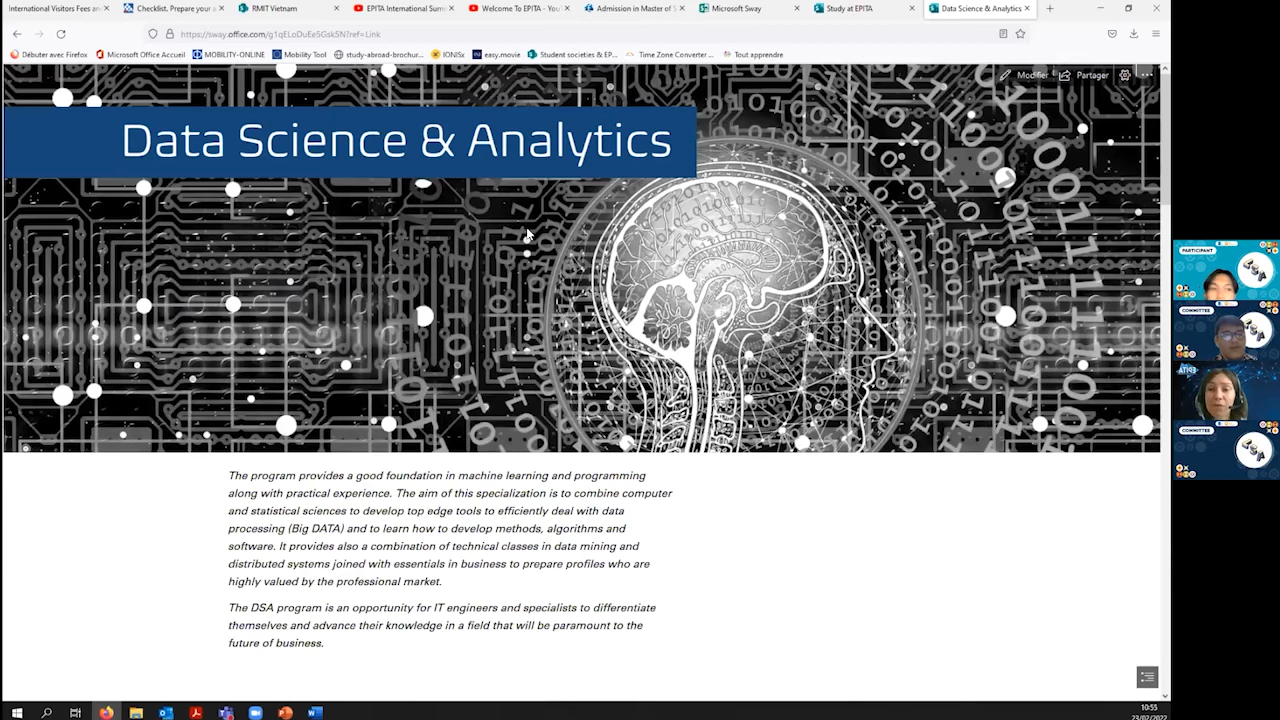 International Visitors Fees an
Checklist. Prepare your a
RMIT Vietnam
EPITA International Sum
Welcome To EPITA - You
Admission in Master of S
Microsoft Sway
Study at EPITA
Data Science & Analytics
https://sway.office.com/g1qELoDuEe5Gsk5N?ref=Link
Débuter avec Firefox
Microsoft Office Accueil
MOBILITY-ONLINE
Mobility Tool
study-abroad-brochur...
IONISx
easy.movie
Student societies & EP...
Time Zone Converter ...
Tout apprendre
Modifier
Partager
Data Science & Analytics
The program provides a good foundation in machine learning and programming
along with practical experience. The aim of this specialization is to combine computer
and statistical sciences to develop top edge tools to efficiently deal with data
processing (Big DATA) and to learn how to develop methods, algorithms and
software. It provides also a combination of technical classes in data mining and
distributed systems joined with essentials in business to prepare profiles who are
highly valued by the professional market.
The DSA program is an opportunity for IT engineers and specialists to differentiate
themselves and advance their knowledge in a field that will be paramount to the
future of business.
PARTICIPANT
COMMITTEE
EPITA
COMMITTEE
10:55
23/02/2022